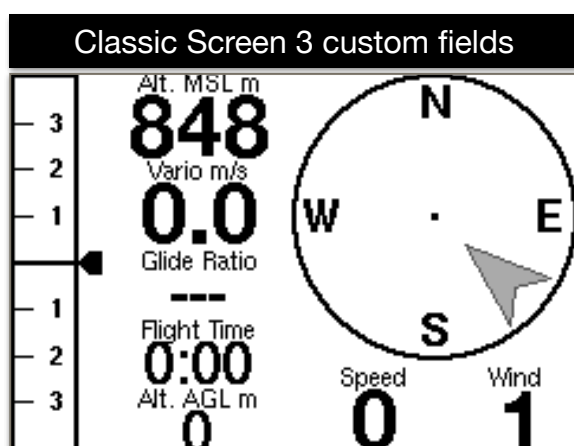 Classic Screen 3 custom fields
3
2
1
1
2
3
Alt. MSL m
848
Vario m/s
0.0
Glide Ratio
---
Flight Time
0:00
Alt. AGL m
0
N
W
E
S
Speed
0
Wind
1